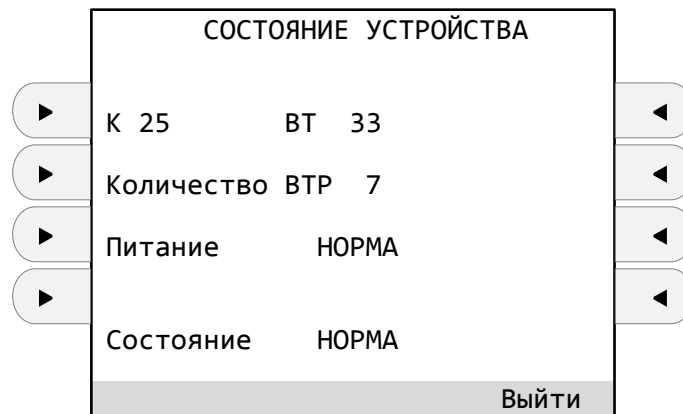 СОСТОЯНИЕ УСТРОЙСТВА
К 25 ВТ 33
Количество ВТР 7
Питание НОРМА
Состояние НОРМА
Выйти